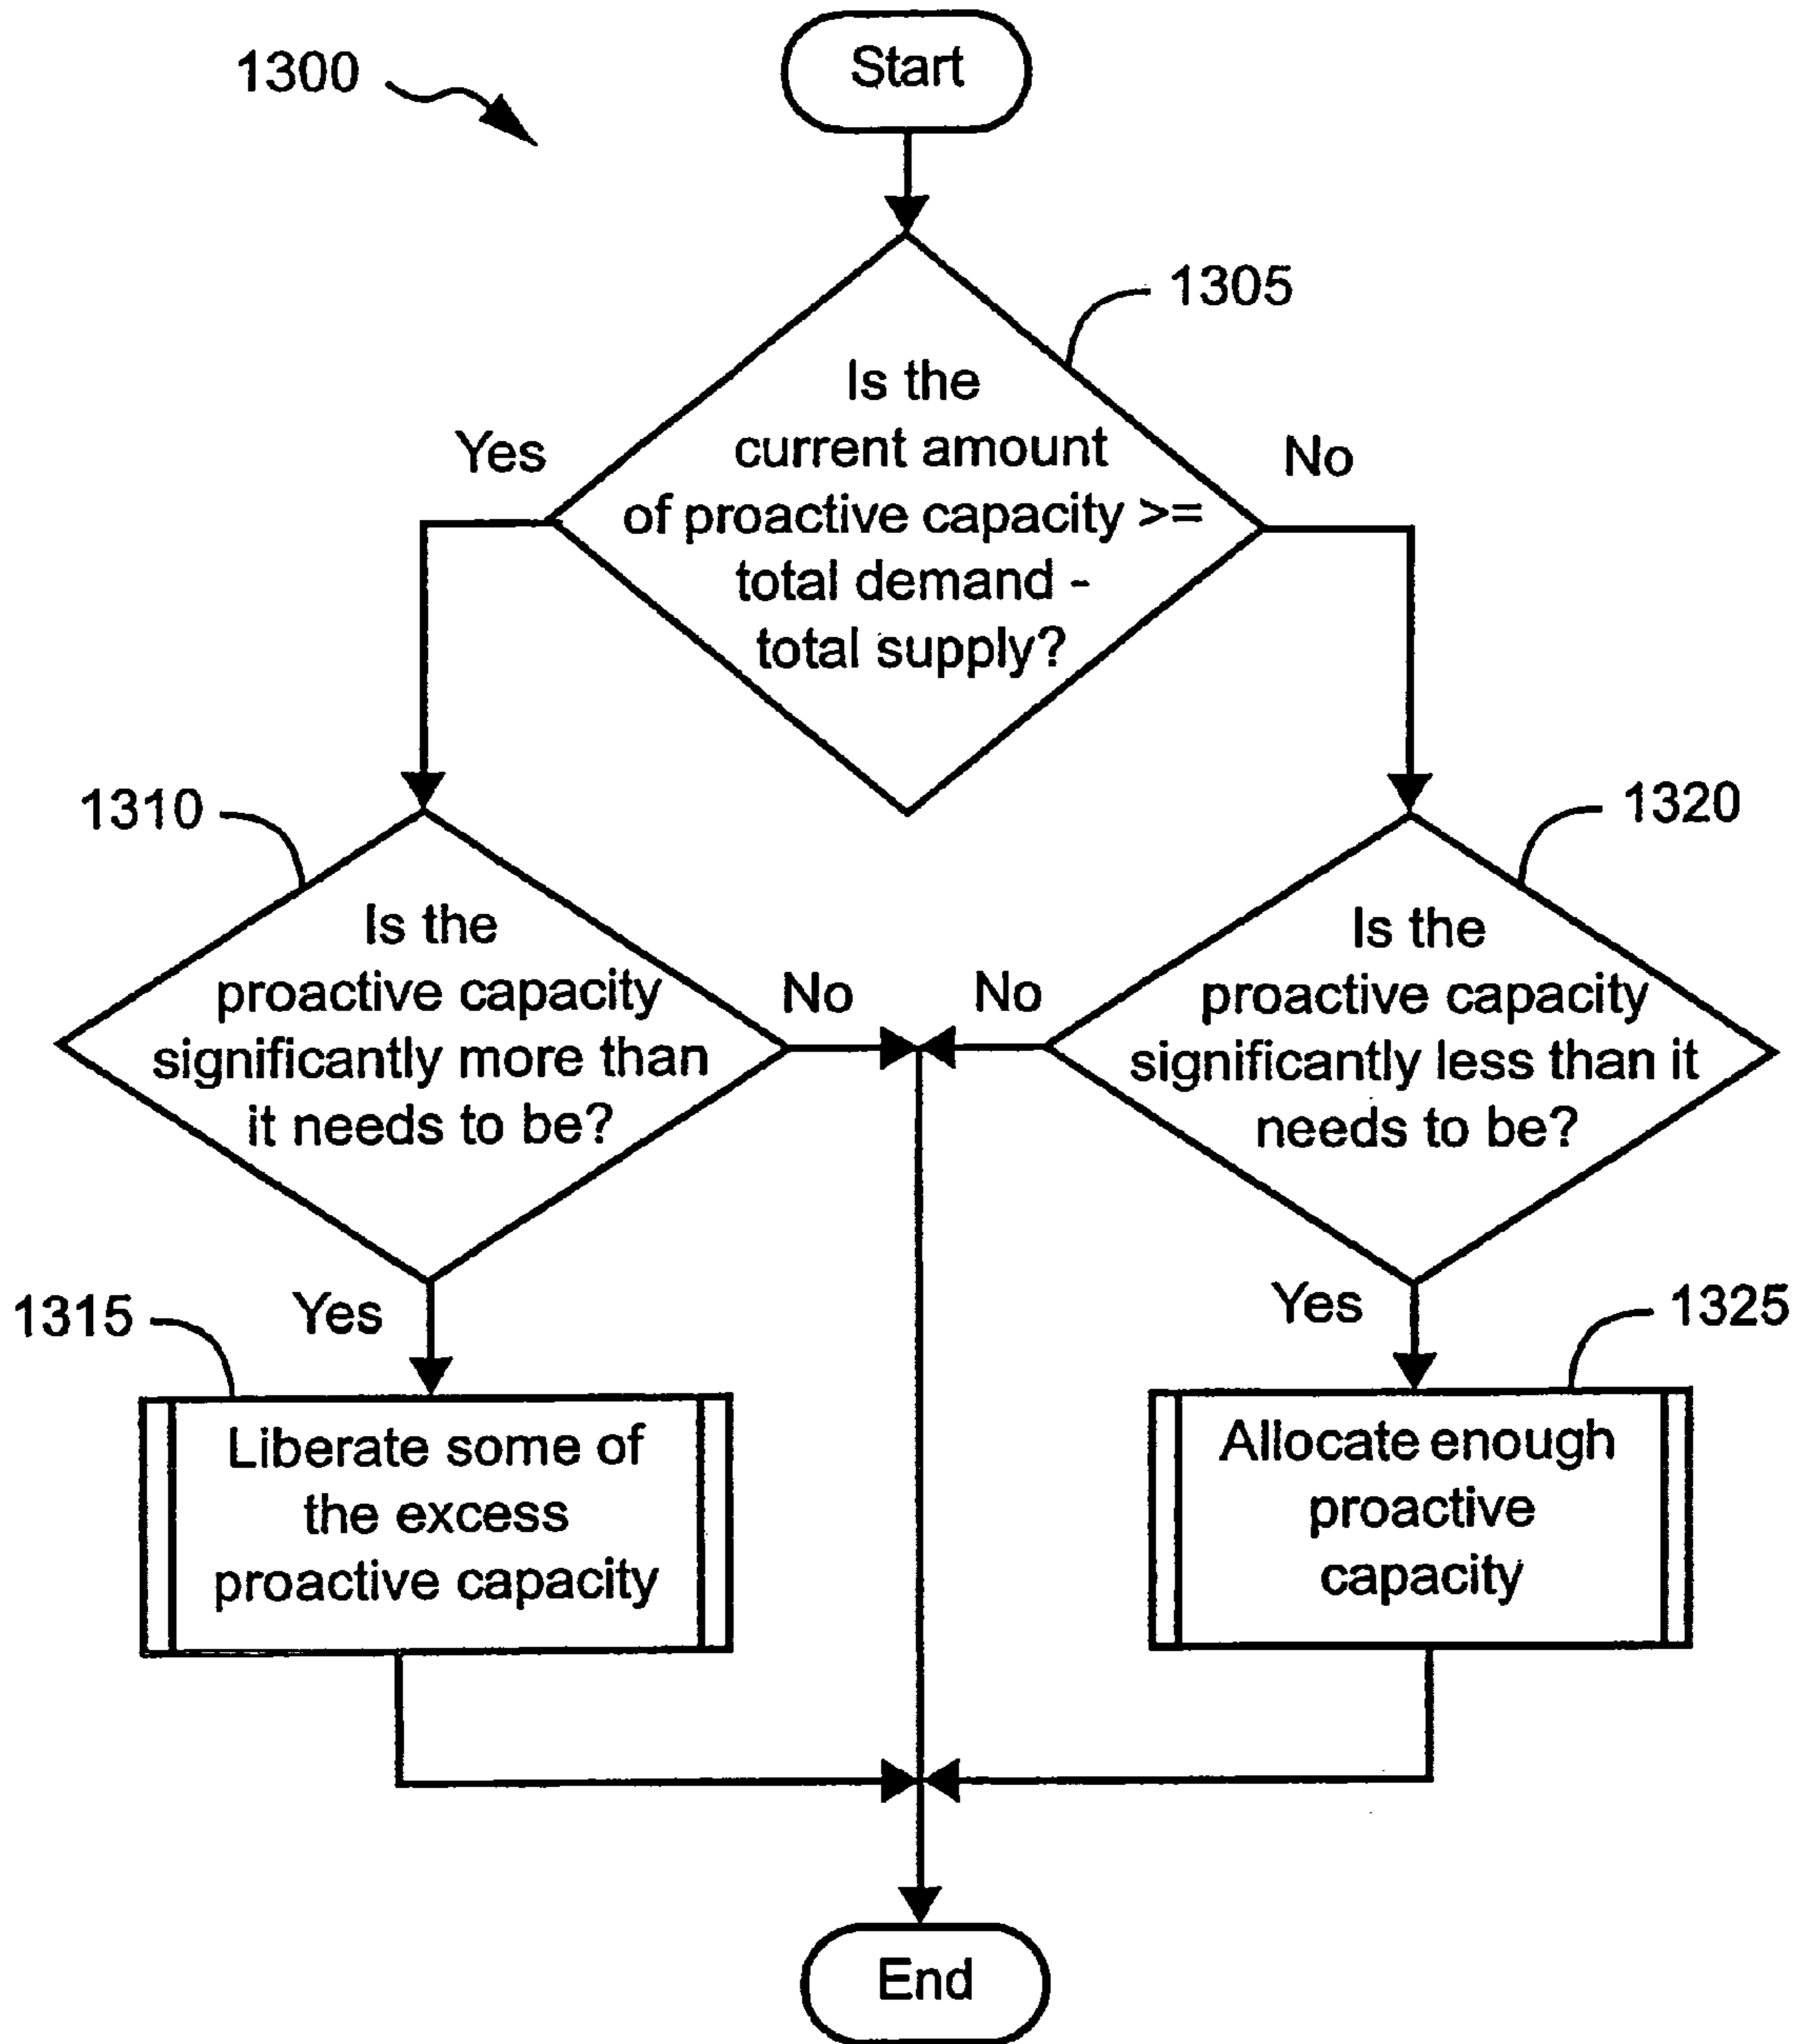 1300
Start
1305
Is the
current amount
of proactive capacity >=
total demand -
total supply?
Yes
No
1310
Is the
proactive capacity
significantly more than
it needs to be?
No
Yes
1320
Is the
proactive capacity
significantly less than it
needs to be?
No
Yes
1315
Liberate some of
the excess
proactive capacity
1325
Allocate enough
proactive
capacity
End